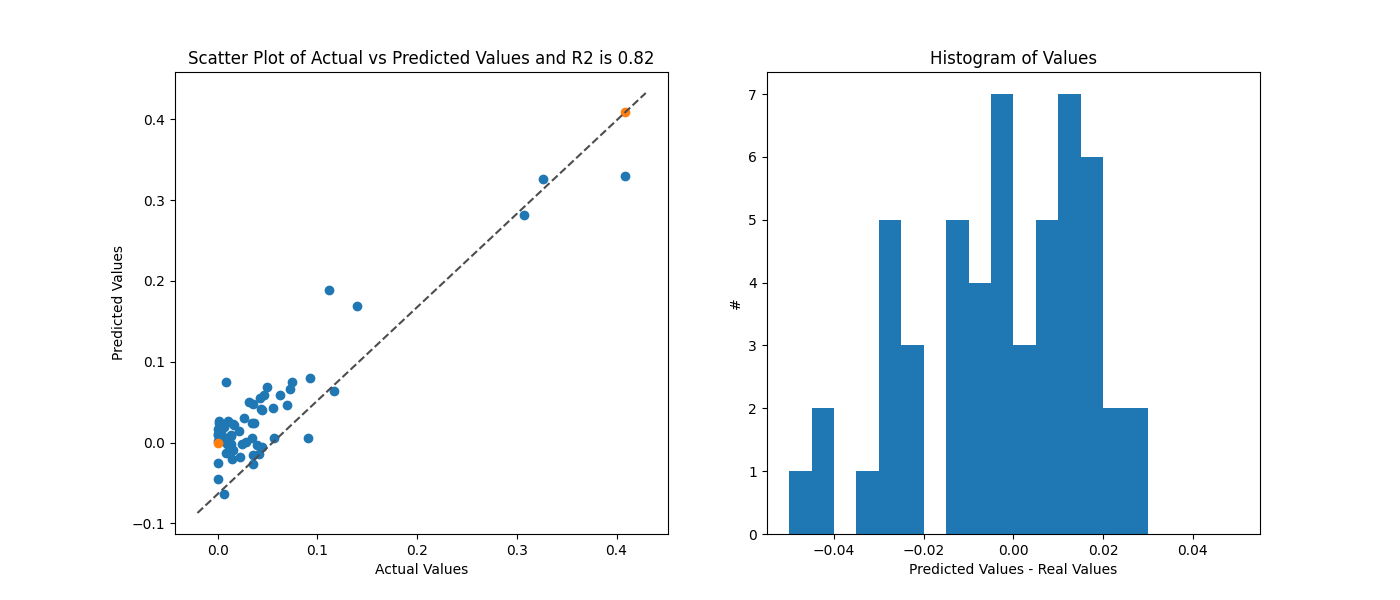 Scatter Plot of Actual vs Predicted Values and R2 is 0.82
Predicted Values
0.4
0.3
0.2
0.1
0.0
−0.1
0.0 0.1 0.2 0.3 0.4
Actual Values
Histogram of Values
#
7
6
5
4
3
2
1
0
−0.04 −0.02 0.00 0.02 0.04
Predicted Values - Real Values